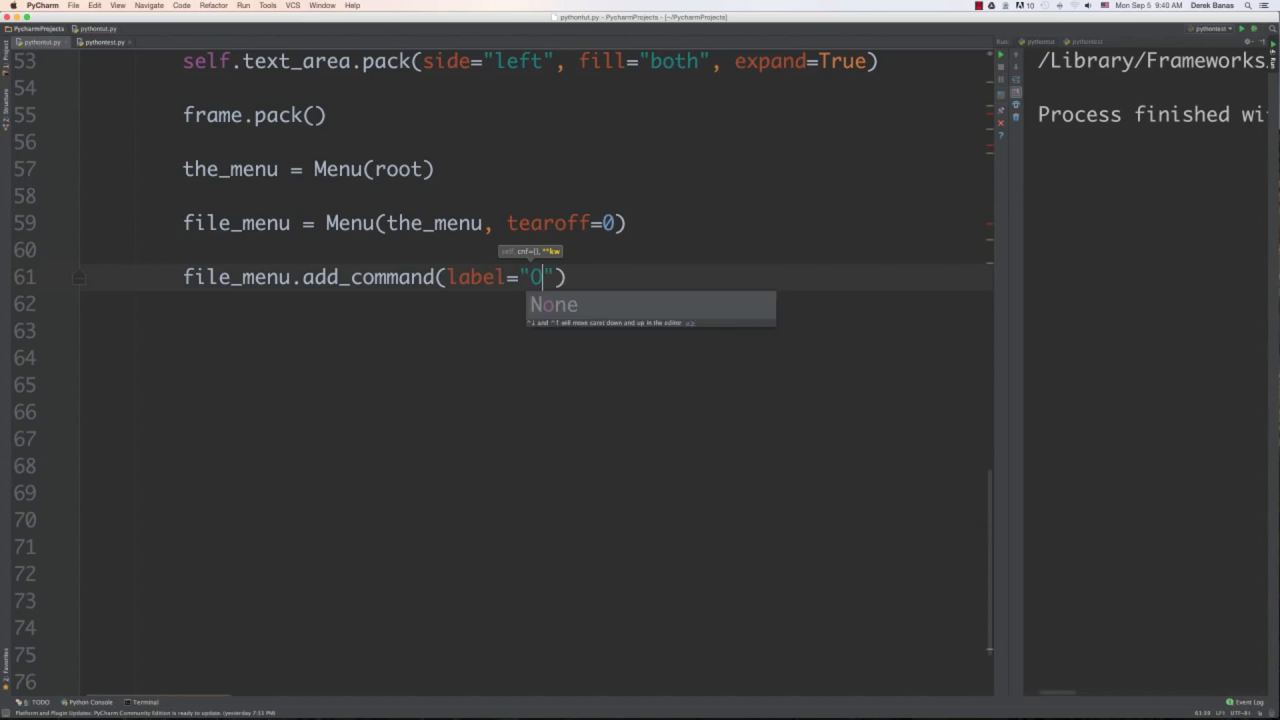 PyCharm File Edit View Navigate Code Refactor Run Tools VCS Window Help 10 Mon Sep 5 9:40 AM Derek Banas
pythontut.py - PycharmProjects - [~/PycharmProjects]
PycharmProjects pythontut.py pythontest
pythontut.py pythontest.py Run: pythontut pythontest
1: Project
7: Structure
2: Favorites
53 self.text_area.pack(side="left", fill="both", expand=True)
54
55 frame.pack()
56
57 the_menu = Menu(root)
58
59 file_menu = Menu(the_menu, tearoff=0)
60
self, cnf={}, **kw
61 file_menu.add_command(label="O")
62
None
^↓ and ^↑ will move caret down and up in the editor >>
63
64
65
66
67
68
69
70
71
72
73
74
75
76
/Library/Frameworks
Process finished wi
6: TODO Python Console Terminal Event Log
Platform and Plugin Updates: PyCharm Community Edition is ready to update. (yesterday 7:51 PM) UTF-8